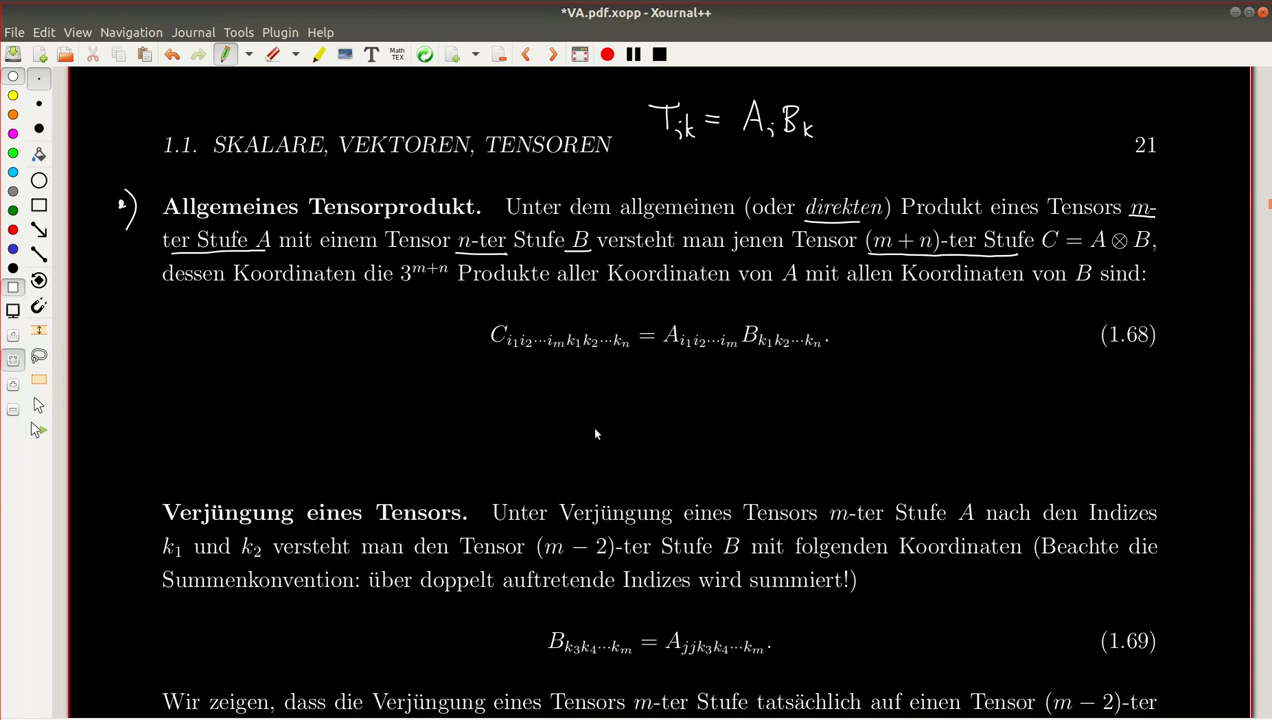 *VA.pdf.xopp - Xournal++
File Edit View Navigation Journal Tools Plugin Help
T Math TEX
T_{jk} = A_j B_k
1.1. SKALARE, VEKTOREN, TENSOREN 21
Allgemeines Tensorprodukt. Unter dem allgemeinen (oder direkten) Produkt eines Tensors m-
ter Stufe A mit einem Tensor n-ter Stufe B versteht man jenen Tensor (m + n)-ter Stufe C = A ⊗ B,
dessen Koordinaten die 3^{m+n} Produkte aller Koordinaten von A mit allen Koordinaten von B sind:
C_{i_1 i_2 ··· i_m k_1 k_2 ··· k_n} = A_{i_1 i_2 ··· i_m} B_{k_1 k_2 ··· k_n}. (1.68)
Verjüngung eines Tensors. Unter Verjüngung eines Tensors m-ter Stufe A nach den Indizes
k_1 und k_2 versteht man den Tensor (m − 2)-ter Stufe B mit folgenden Koordinaten (Beachte die
Summenkonvention: über doppelt auftretende Indizes wird summiert!)
B_{k_3 k_4 ··· k_m} = A_{jjk_3 k_4 ··· k_m}. (1.69)
Wir zeigen, dass die Verjüngung eines Tensors m-ter Stufe tatsächlich auf einen Tensor (m − 2)-ter